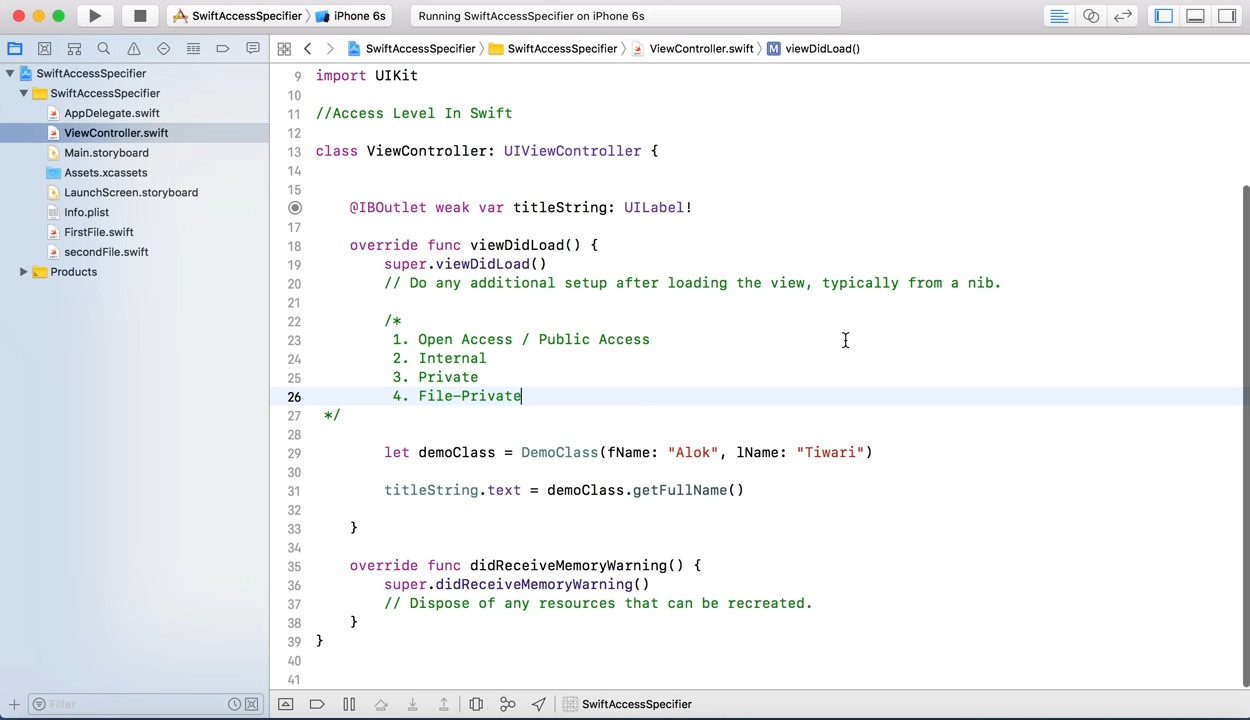 SwiftAccessSpecifier 〉 iPhone 6s
Running SwiftAccessSpecifier on iPhone 6s
SwiftAccessSpecifier 〉 SwiftAccessSpecifier 〉 ViewController.swift 〉 M viewDidLoad()
SwiftAccessSpecifier
SwiftAccessSpecifier
AppDelegate.swift
ViewController.swift
Main.storyboard
Assets.xcassets
LaunchScreen.storyboard
Info.plist
FirstFile.swift
secondFile.swift
Products
Filter
9 import UIKit
10
11 //Access Level In Swift
12
13 class ViewController: UIViewController {
14
15
@IBOutlet weak var titleString: UILabel!
17
18 override func viewDidLoad() {
19 super.viewDidLoad()
20 // Do any additional setup after loading the view, typically from a nib.
21
22 /*
23 1. Open Access / Public Access
24 2. Internal
25 3. Private
26 4. File-Private
27 */
28
29 let demoClass = DemoClass(fName: "Alok", lName: "Tiwari")
30
31 titleString.text = demoClass.getFullName()
32
33 }
34
35 override func didReceiveMemoryWarning() {
36 super.didReceiveMemoryWarning()
37 // Dispose of any resources that can be recreated.
38 }
39 }
40
41
SwiftAccessSpecifier